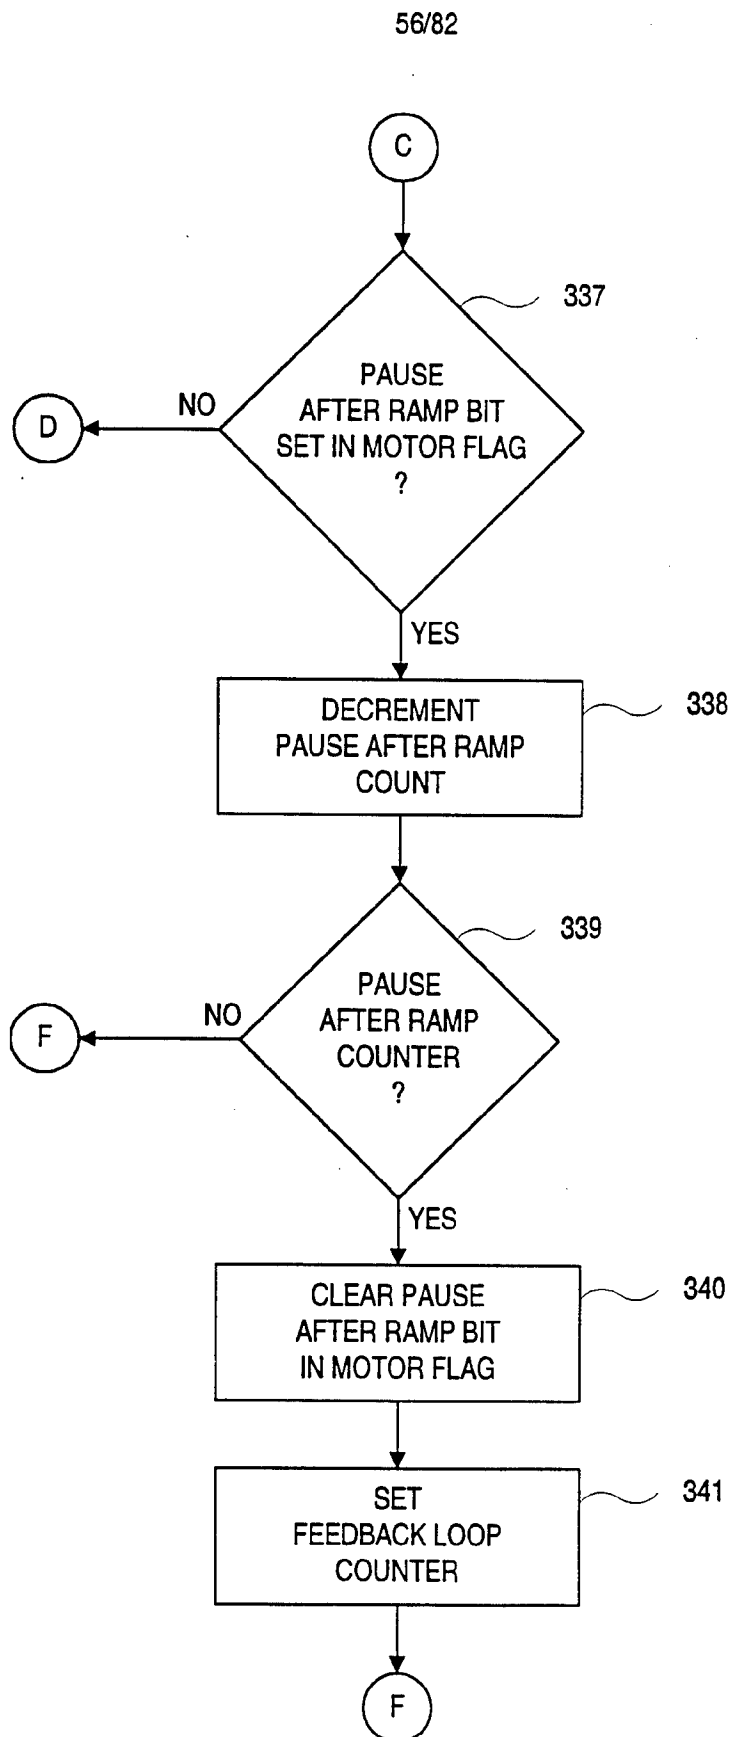 56/82
C
337
PAUSE
AFTER RAMP BIT
SET IN MOTOR FLAG
?
NO
D
YES
DECREMENT
PAUSE AFTER RAMP
COUNT
338
339
PAUSE
AFTER RAMP
COUNTER
?
NO
F
YES
CLEAR PAUSE
AFTER RAMP BIT
IN MOTOR FLAG
340
SET
FEEDBACK LOOP
COUNTER
341
F